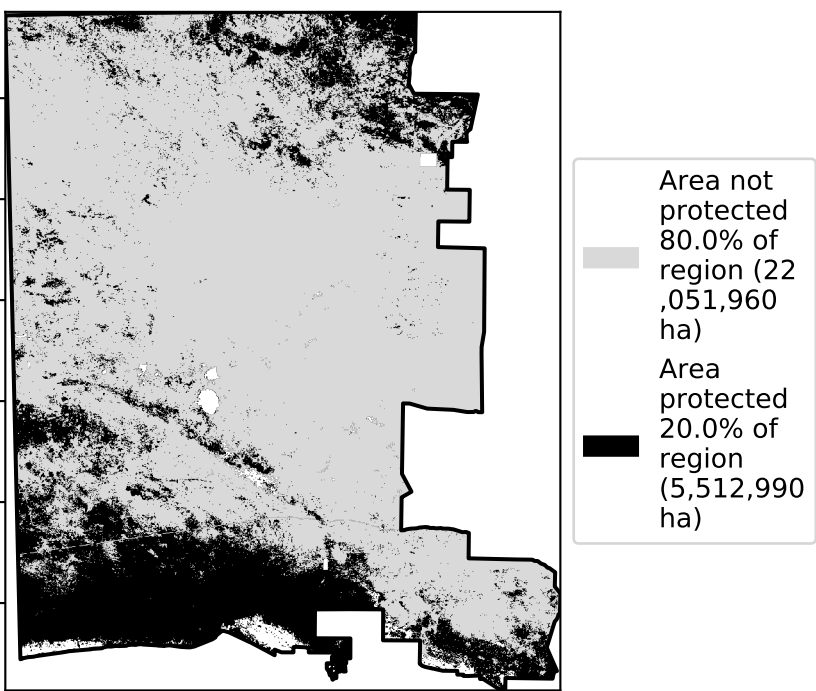 Area not
protected
80.0% of
region (22
,051,960
ha)
Area
protected
20.0% of
region
(5,512,990
ha)